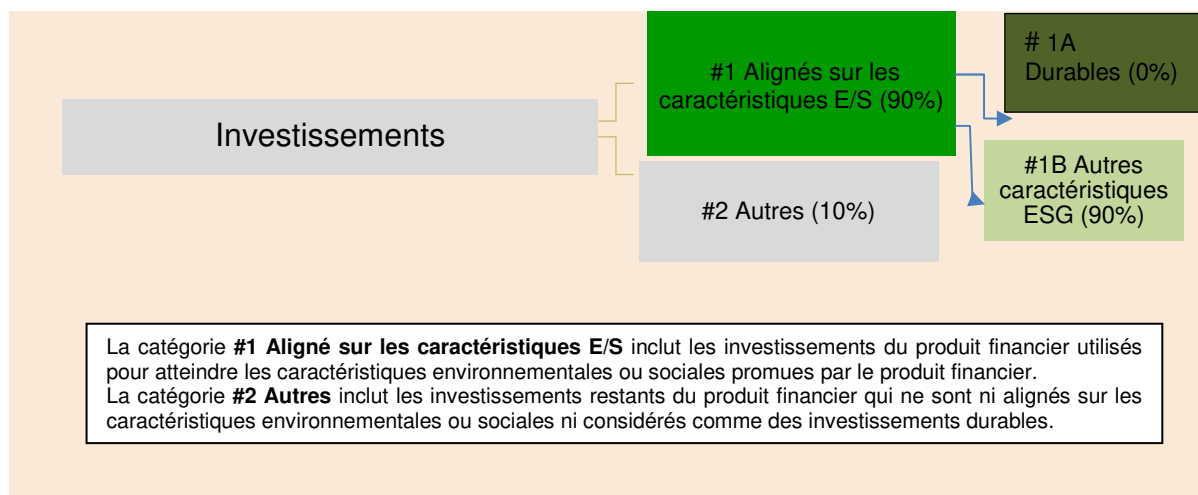 Investissements
#1 Alignés sur les
caractéristiques E/S (90%)
#2 Autres (10%)
# 1A
Durables (0%)
#1B Autres
caractéristiques
ESG (90%)
La catégorie #1 Aligné sur les caractéristiques E/S inclut les investissements du produit financier utilisés
pour atteindre les caractéristiques environnementales ou sociales promues par le produit financier.
La catégorie #2 Autres inclut les investissements restants du produit financier qui ne sont ni alignés sur les
caractéristiques environnementales ou sociales ni considérés comme des investissements durables.